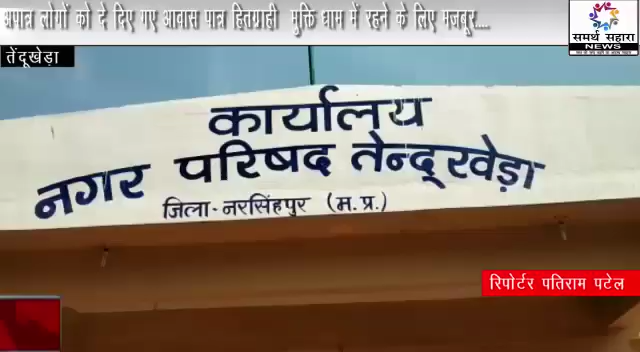 अपात्र लोगों को दे दिए गए आवास पात्र हितग्राही मुक्ति धाम में रहने के लिए मजबूर....
समर्थ सहारा
NEWS
तेंदूखेड़ा
कार्यालय
नगर परिषद तेन्दूखेड़ा
जिला-नरसिंहपुर (म.प्र.)
रिपोर्टर पतिराम पटेल